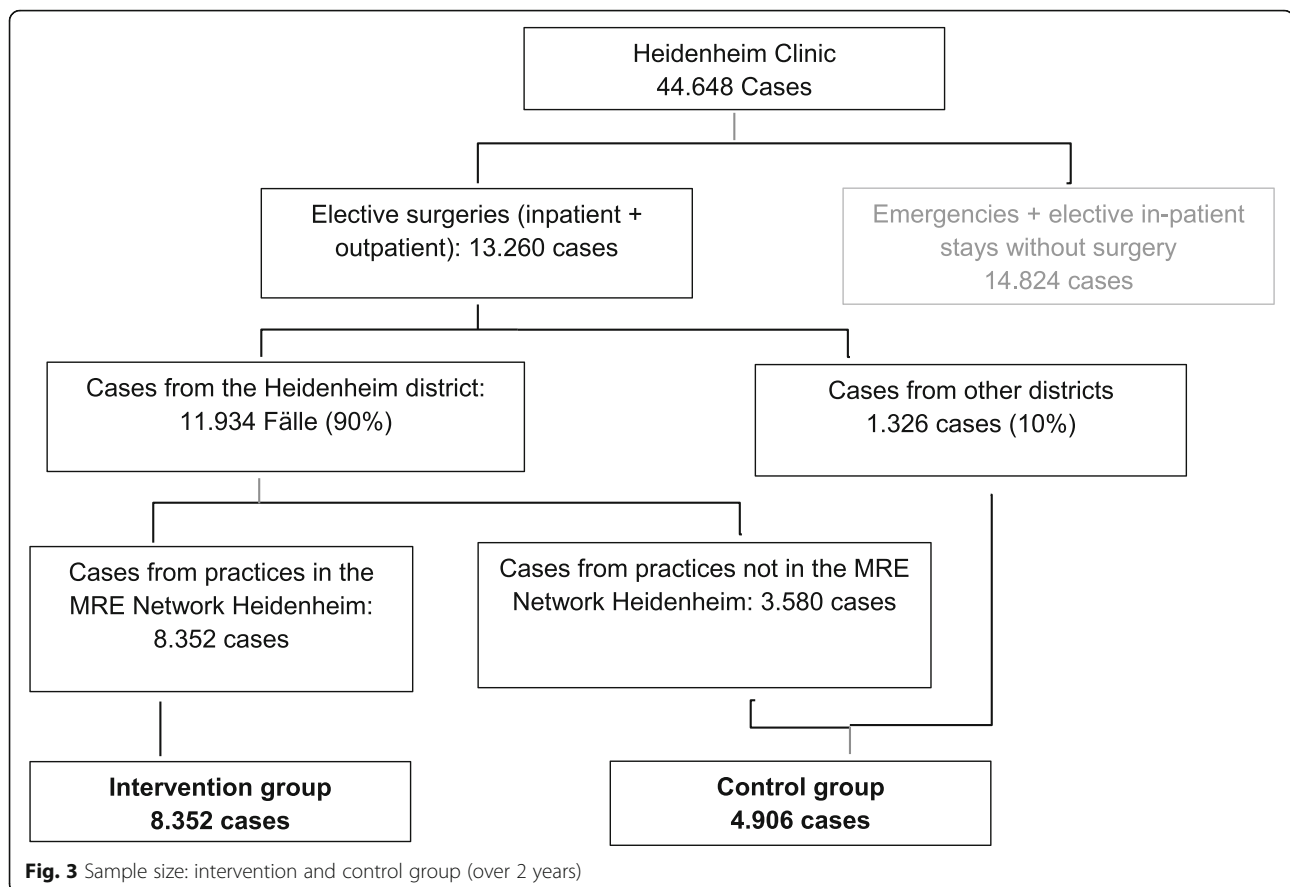 Heidenheim Clinic
44.648 Cases
Elective surgeries (inpatient +
outpatient): 13.260 cases
Emergencies + elective in-patient
stays without surgery
14.824 cases
Cases from the Heidenheim district:
11.934 Fälle (90%)
Cases from other districts
1.326 cases (10%)
Cases from practices in the
MRE Network Heidenheim:
8.352 cases
Cases from practices not in the MRE
Network Heidenheim: 3.580 cases
Intervention group
8.352 cases
Control group
4.906 cases
Fig. 3 Sample size: intervention and control group (over 2 years)